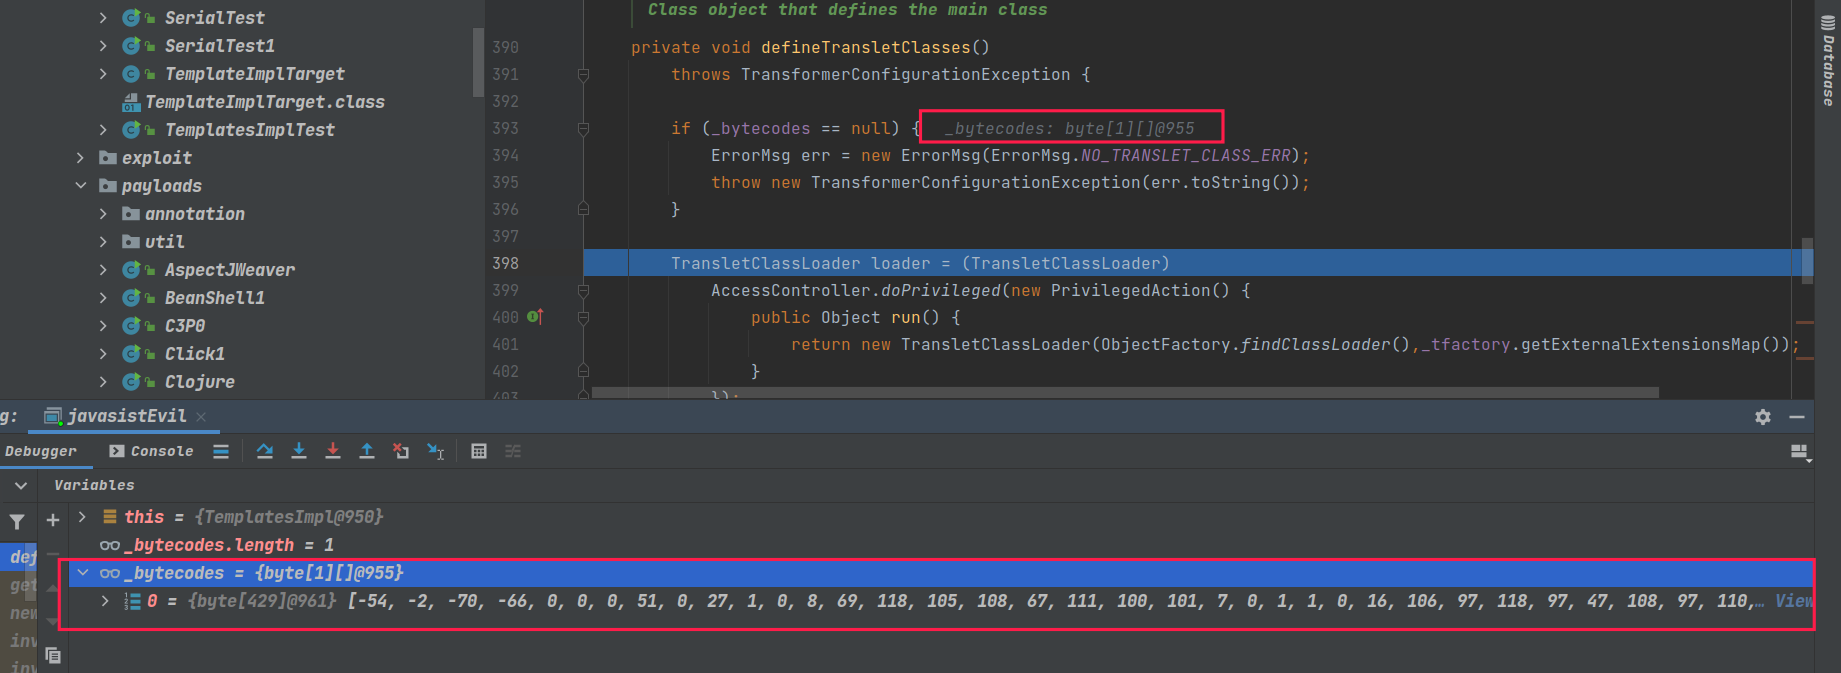 SerialTest
SerialTest1
TemplateImplTarget
TemplateImplTarget.class
TemplatesImplTest
exploit
payloads
annotation
util
AspectJWeaver
BeanShell1
C3P0
Click1
Clojure
Class object that defines the main class
390 private void defineTransletClasses()
391 throws TransformerConfigurationException {
392
393 if (_bytecodes == null) { _bytecodes: byte[1][]@955
394 ErrorMsg err = new ErrorMsg(ErrorMsg.NO_TRANSLET_CLASS_ERR);
395 throw new TransformerConfigurationException(err.toString());
396 }
397
398 TransletClassLoader loader = (TransletClassLoader)
399 AccessController.doPrivileged(new PrivilegedAction() {
400 public Object run() {
401 return new TransletClassLoader(ObjectFactory.findClassLoader(),_tfactory.getExternalExtensionsMap());
402 }
403 });
Database
g: javasistEvil
Debugger Console
Variables
this = {TemplatesImpl@950}
_bytecodes.length = 1
_bytecodes = {byte[1][]@955}
0 = {byte[429]@961} [-54, -2, -70, -66, 0, 0, 0, 51, 0, 27, 1, 0, 8, 69, 118, 105, 108, 67, 111, 100, 101, 7, 0, 1, 1, 0, 16, 106, 97, 118, 97, 47, 108, 97, 110,… View
def
get
new
inv
inv